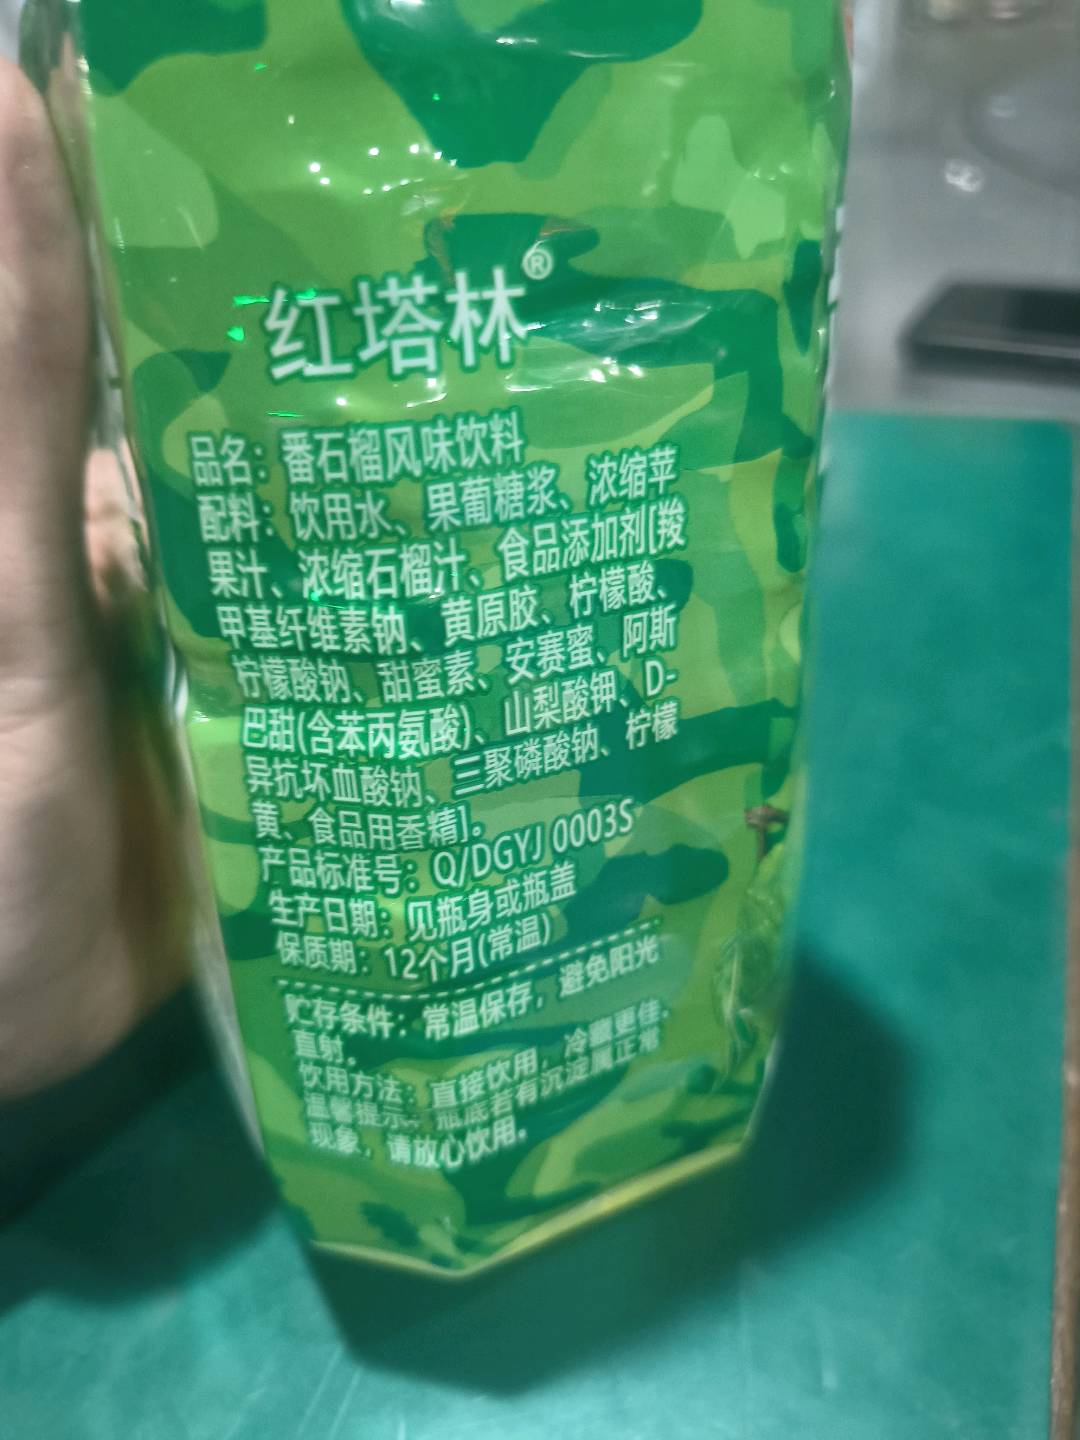 红塔林®
品名：番石榴风味饮料
配料：饮用水、果葡糖浆、浓缩苹
果汁、浓缩石榴汁、食品添加剂[羧
甲基纤维素钠、黄原胶、柠檬酸、
柠檬酸钠、甜蜜素、安赛蜜、阿斯
巴甜(含苯丙氨酸)、山梨酸钾、D-
异抗坏血酸钠、三聚磷酸钠、柠檬
黄、食品用香精]。
产品标准号：Q/DGYJ 0003S
生产日期：见瓶身或瓶盖
保质期：12个月(常温)
贮存条件：常温保存，避免阳光
直射。
饮用方法：直接饮用，冷藏更佳。
温馨提示：瓶底若有沉淀属正常
现象，请放心饮用。